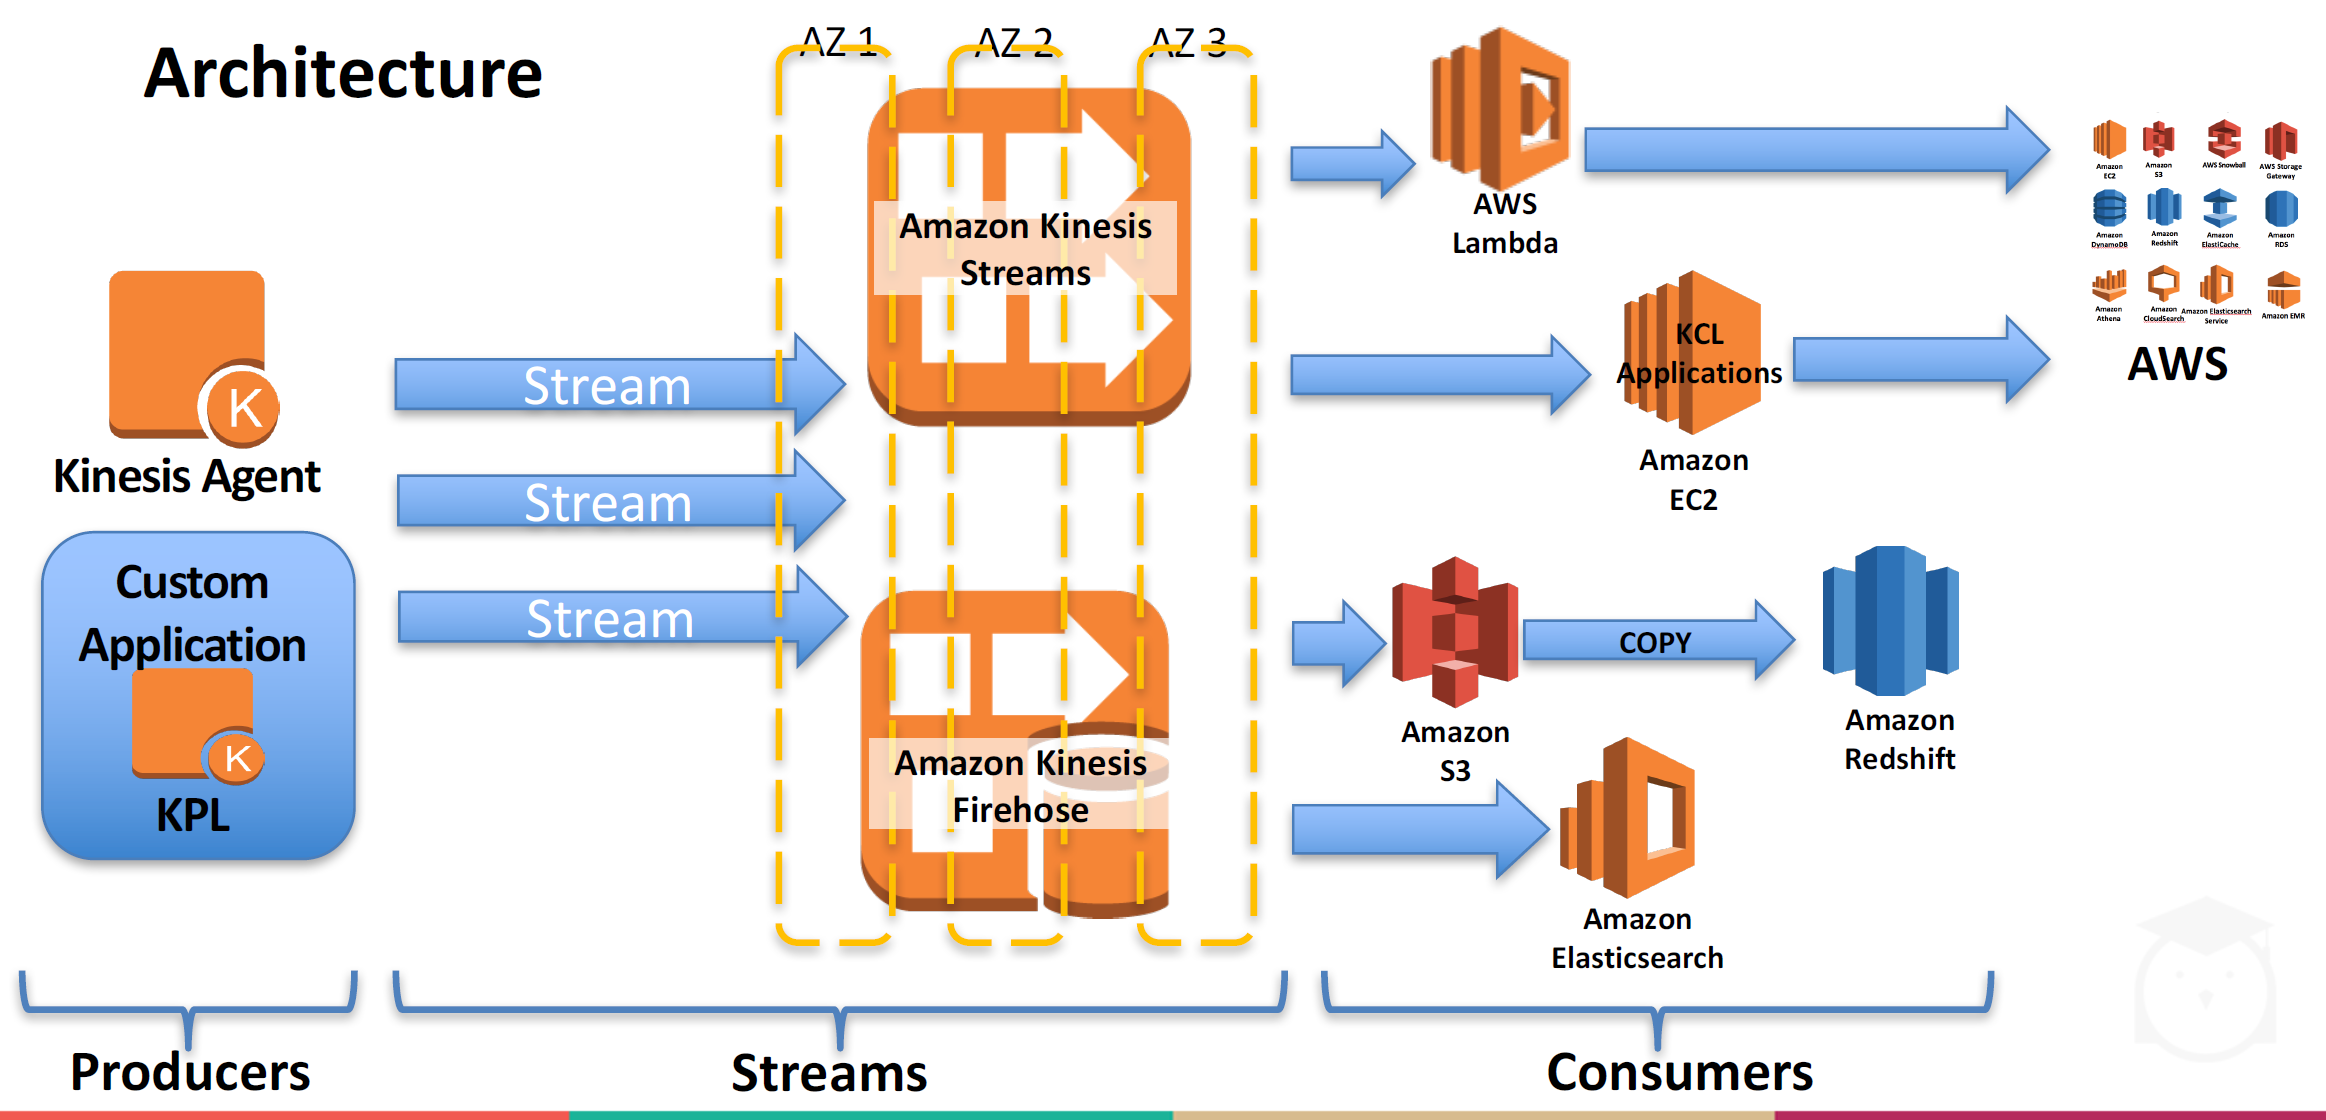 Architecture
AZ 1
AZ 2
AZ 3
Kinesis Agent
K
Custom
Application
K
KPL
Stream
Stream
Stream
Amazon Kinesis
Streams
Amazon Kinesis
Firehose
AWS
Lambda
KCL
Applications
Amazon
EC2
Amazon
S3
COPY
Amazon
Redshift
Amazon
Elasticsearch
Amazon
EC2
Amazon
S3
AWS Snowball
AWS Storage
Gateway
Amazon
DynamoDB
Amazon
Redshift
Amazon
ElastiCache
Amazon
RDS
Amazon
Athena
Amazon
CloudSearch
Amazon Elasticsearch
Service
Amazon EMR
AWS
Producers
Streams
Consumers